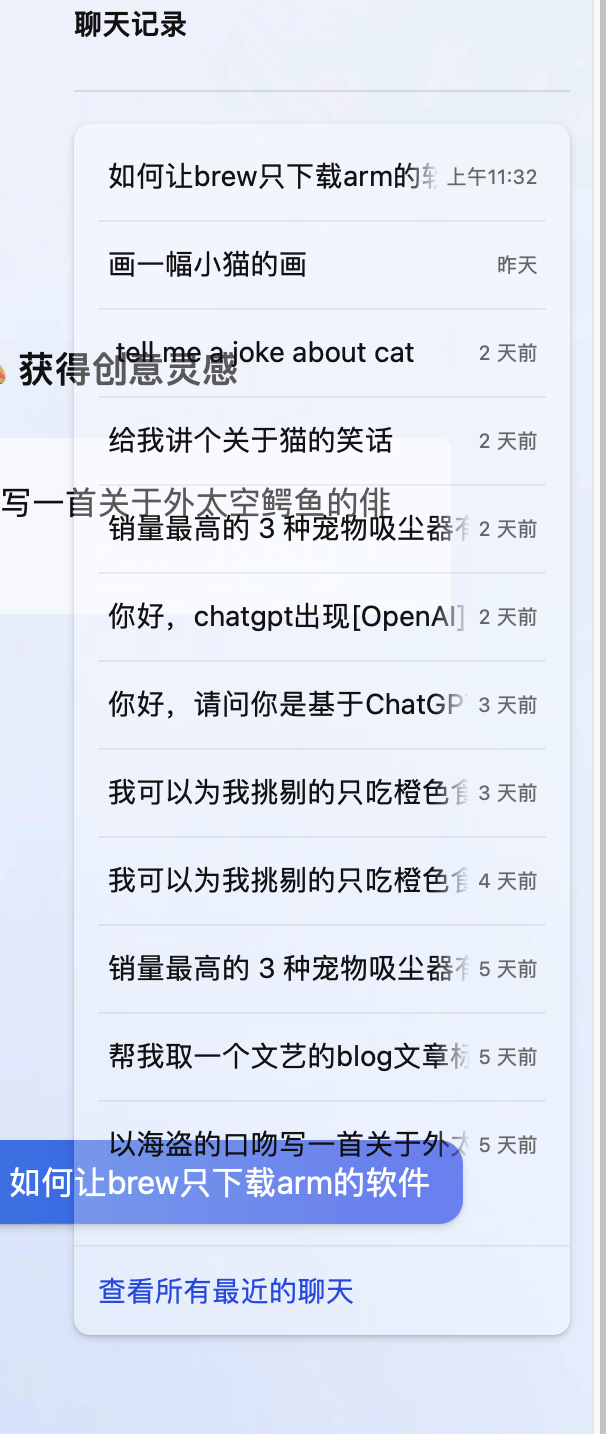 聊天记录
如何让brew只下载arm的 上午11:32
画一幅小猫的画 昨天
tell me a joke about cat 2 天前
获得创意灵感
给我讲个关于猫的笑话 2 天前
写一首关于外太空鳄鱼的俳
销量最高的 3 种宠物吸尘器有 2 天前
你好，chatgpt出现[OpenAI] 2 天前
你好，请问你是基于ChatGP 3 天前
我可以为我挑剔的只吃橙色食 3 天前
我可以为我挑剔的只吃橙色食 4 天前
销量最高的 3 种宠物吸尘器有 5 天前
帮我取一个文艺的blog文章标 5 天前
以海盗的口吻写一首关于外太 5 天前
如何让brew只下载arm的软件
查看所有最近的聊天